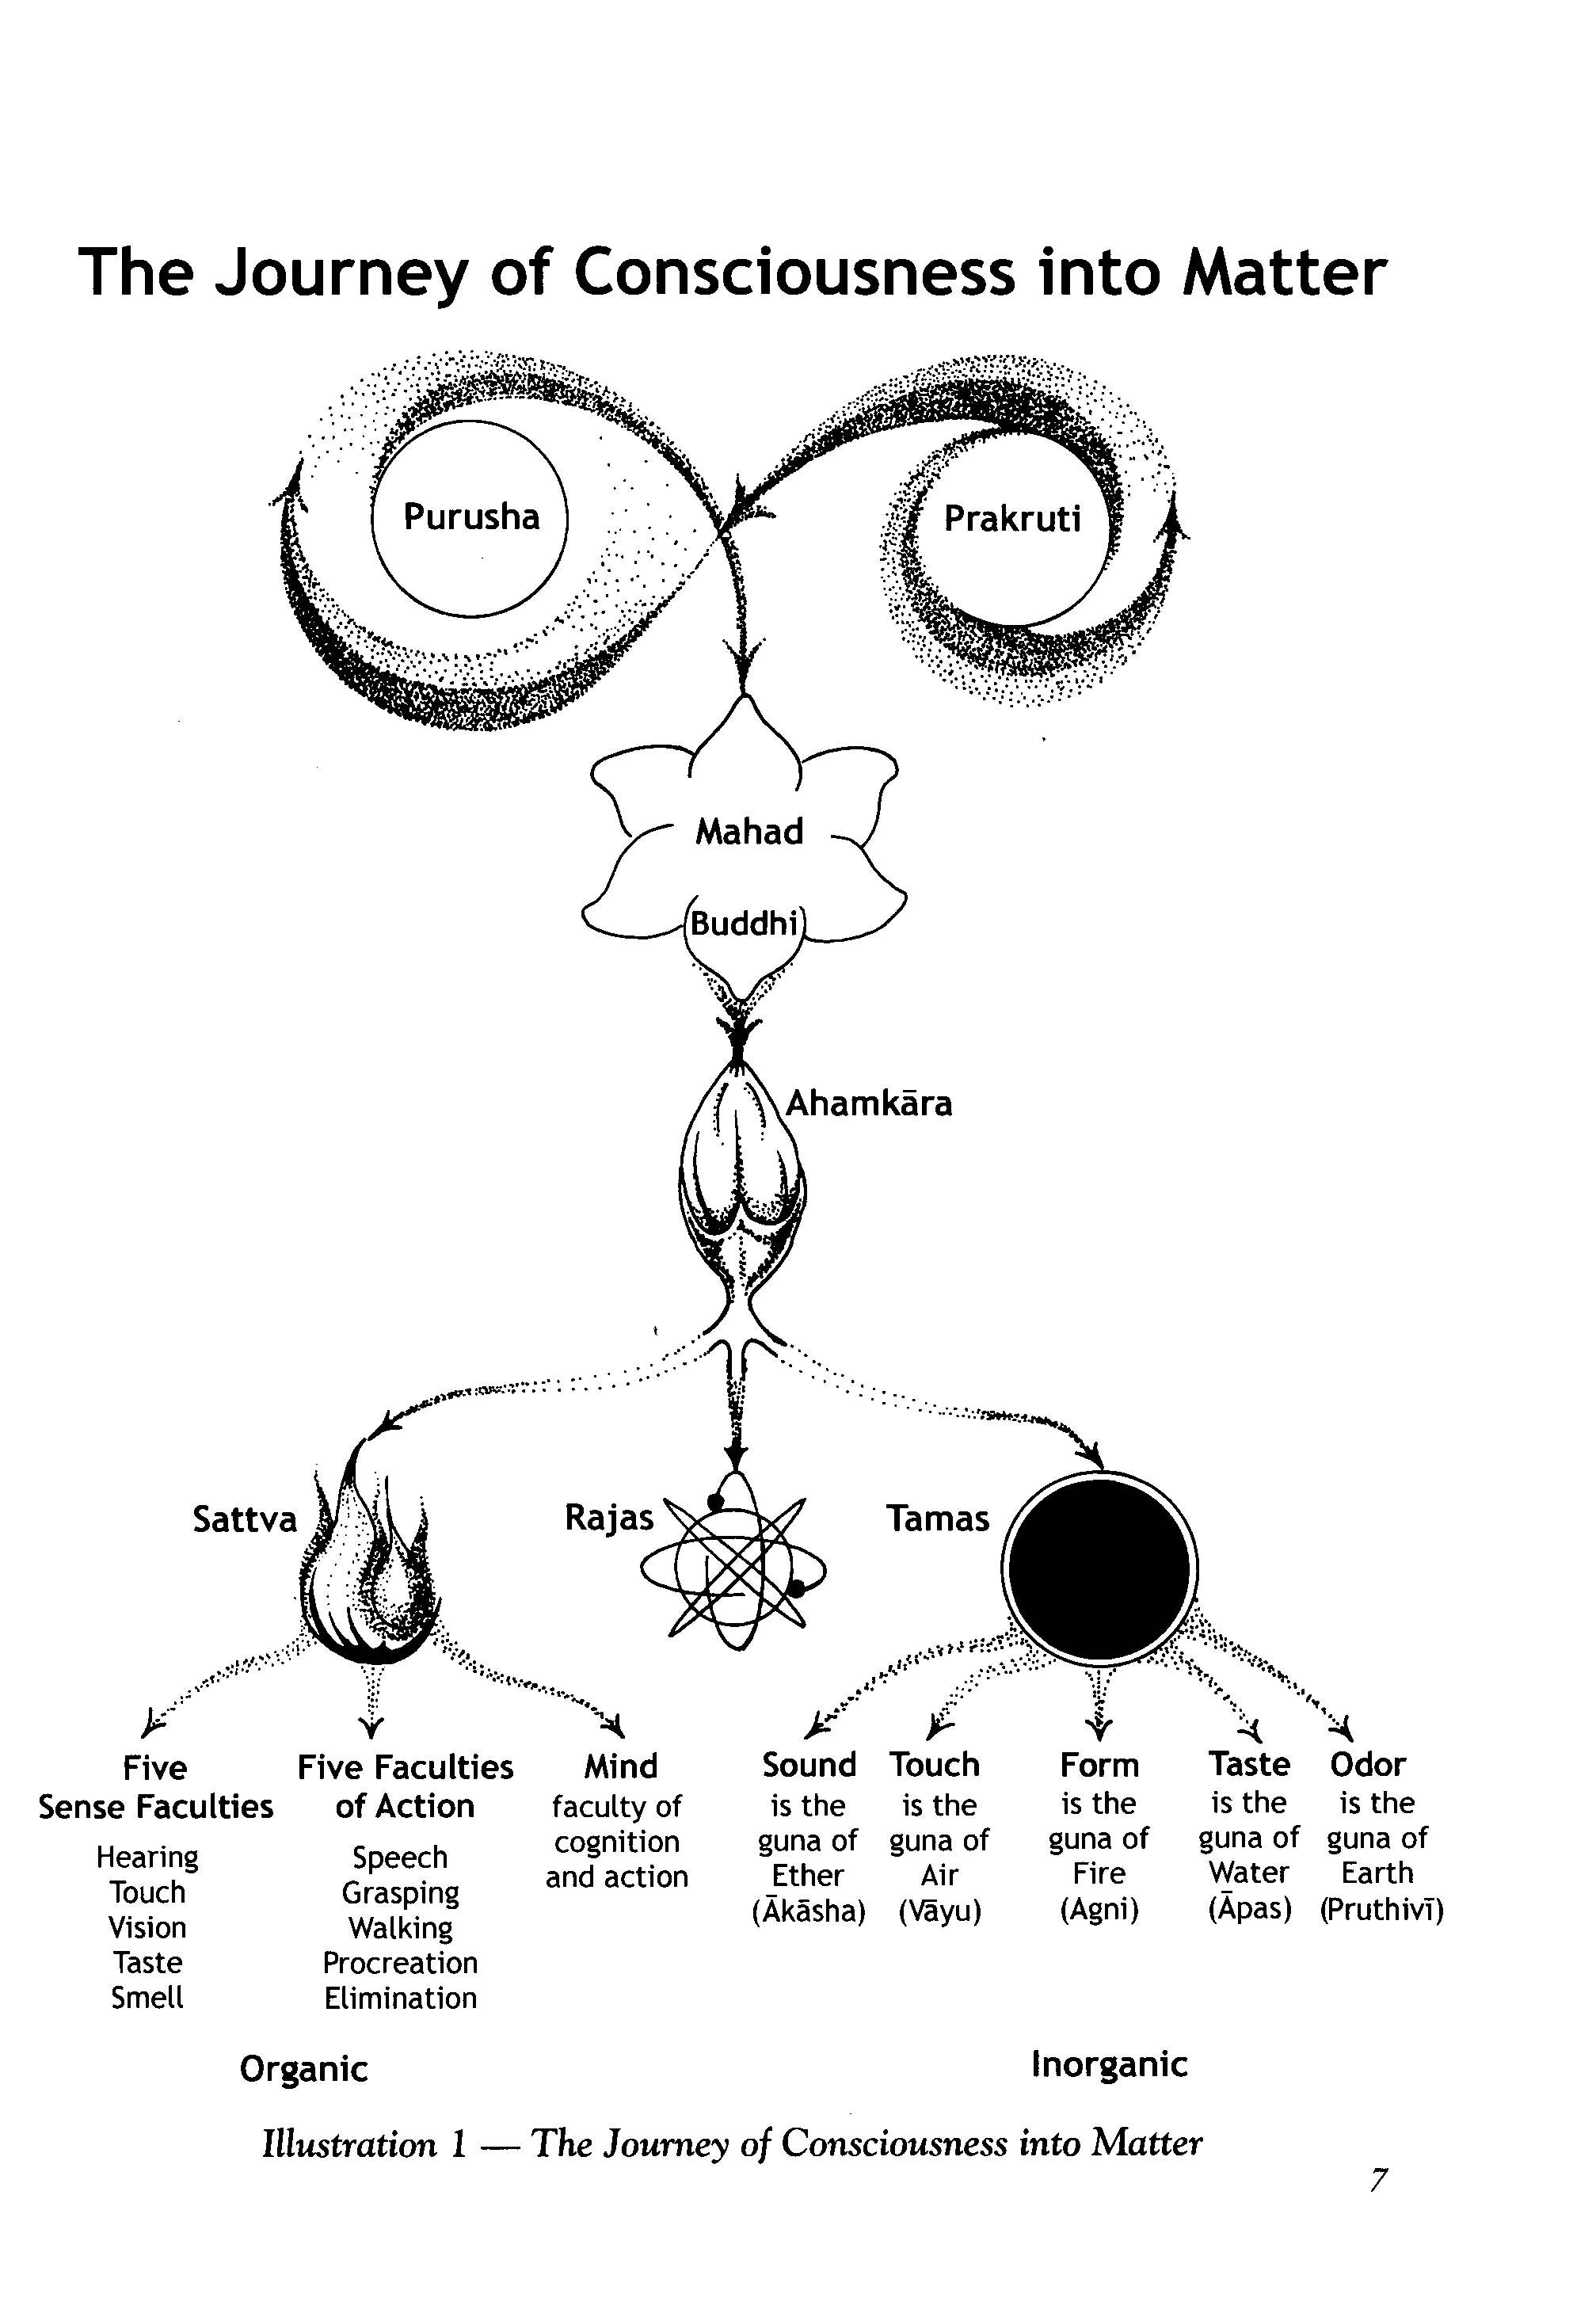 The Journey of Consciousness into Matter
Purusha
Prakruti
Mahad
Buddhi
Ahamkāra
Sattva
Rajas
Tamas
Five
Sense Faculties
Hearing
Touch
Vision
Taste
Smell
Five Faculties
of Action
Speech
Grasping
Walking
Procreation
Elimination
Mind
faculty of
cognition
and action
Sound
is the
guna of
Ether
(Ākāsha)
Touch
is the
guna of
Air
(Vāyu)
Form
is the
guna of
Fire
(Agni)
Taste
is the
guna of
Water
(Āpas)
Odor
is the
guna of
Earth
(Pruthivī)
Organic
Inorganic
Illustration 1 — The Journey of Consciousness into Matter
7